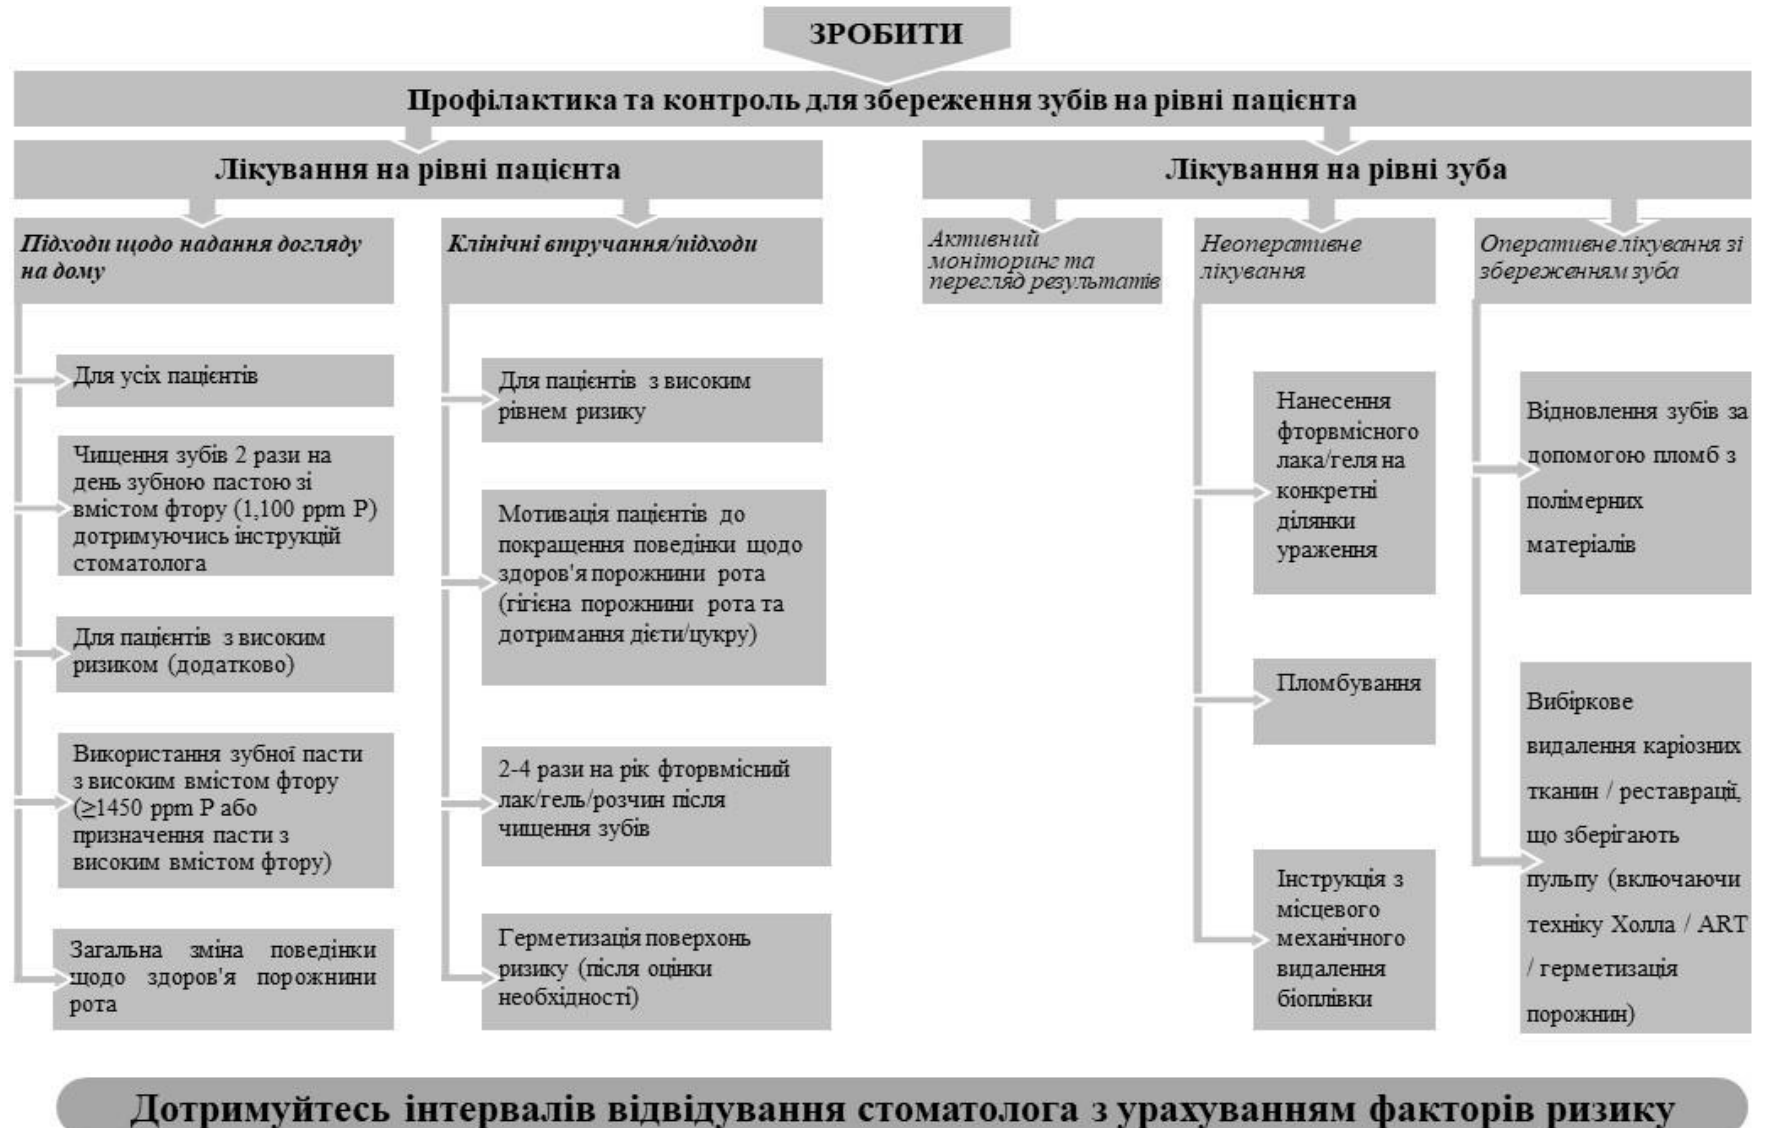 ЗРОБИТИ
Профілактика та контроль для збереження зубів на рівні пацієнта
Лікування на рівні пацієнта
Підходи щодо надання догляду
на дому
Для усіх пацієнтів
Чищення зубів 2 рази на
день зубною пастою зі
вмістом фтору (1,100 ppm P)
дотримуючись інструкцій
стоматолога
Для пацієнтів з високим
ризиком (додатково)
Використання зубної пасти
з високим вмістом фтору
(≥1450 ppm P або
призначення пасти з
високим вмістом фтору)
Загальна зміна поведінки
щодо здоров'я порожнини
рота
Клінічні втручання/підходи
Для пацієнтів з високим
рівнем ризику
Мотивація пацієнтів до
покращення поведінки щодо
здоров'я порожнини рота
(гігієна порожнини рота та
дотримання дієти/цукру)
2-4 рази на рік фторвмісний
лак/гель/розчин після
чищення зубів
Герметизація поверхонь
ризику (після оцінки
необхідності)
Лікування на рівні зуба
Активний
моніторинг та
перегляд результатів
Неоперативне
лікування
Нанесення
фторвмісного
лака/геля на
конкретні
ділянки
ураження
Пломбування
Інструкція з
місцевого
механічного
видалення
біоплівки
Оперативне лікування зі
збереженням зуба
Відновлення зубів за
допомогою пломб з
полімерних
матеріалів
Вибіркове
видалення каріозних
тканин / реставрації,
що зберігають
пульпу (включаючи
техніку Холла / ART
/ герметизація
порожнин)
Дотримуйтесь інтервалів відвідування стоматолога з урахуванням факторів ризику